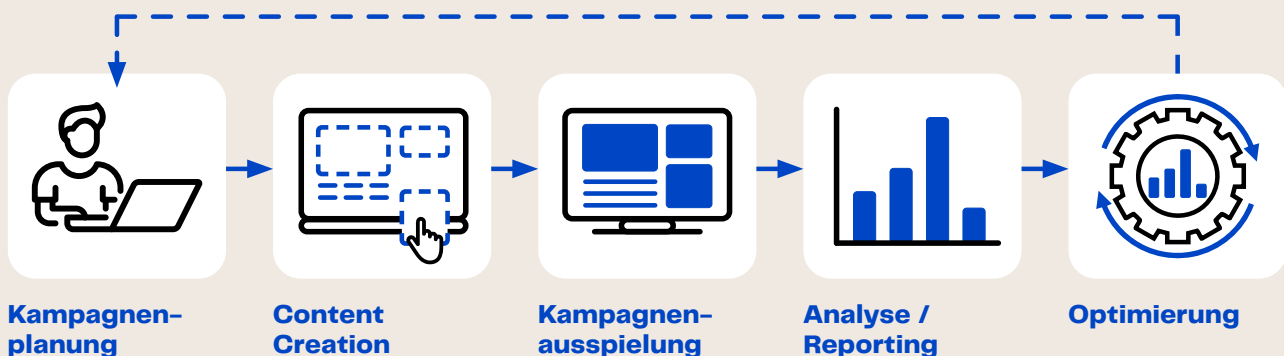 Kampagnen–
planung
Content
Creation
Kampagnen–
ausspielung
Analyse /
Reporting
Optimierung